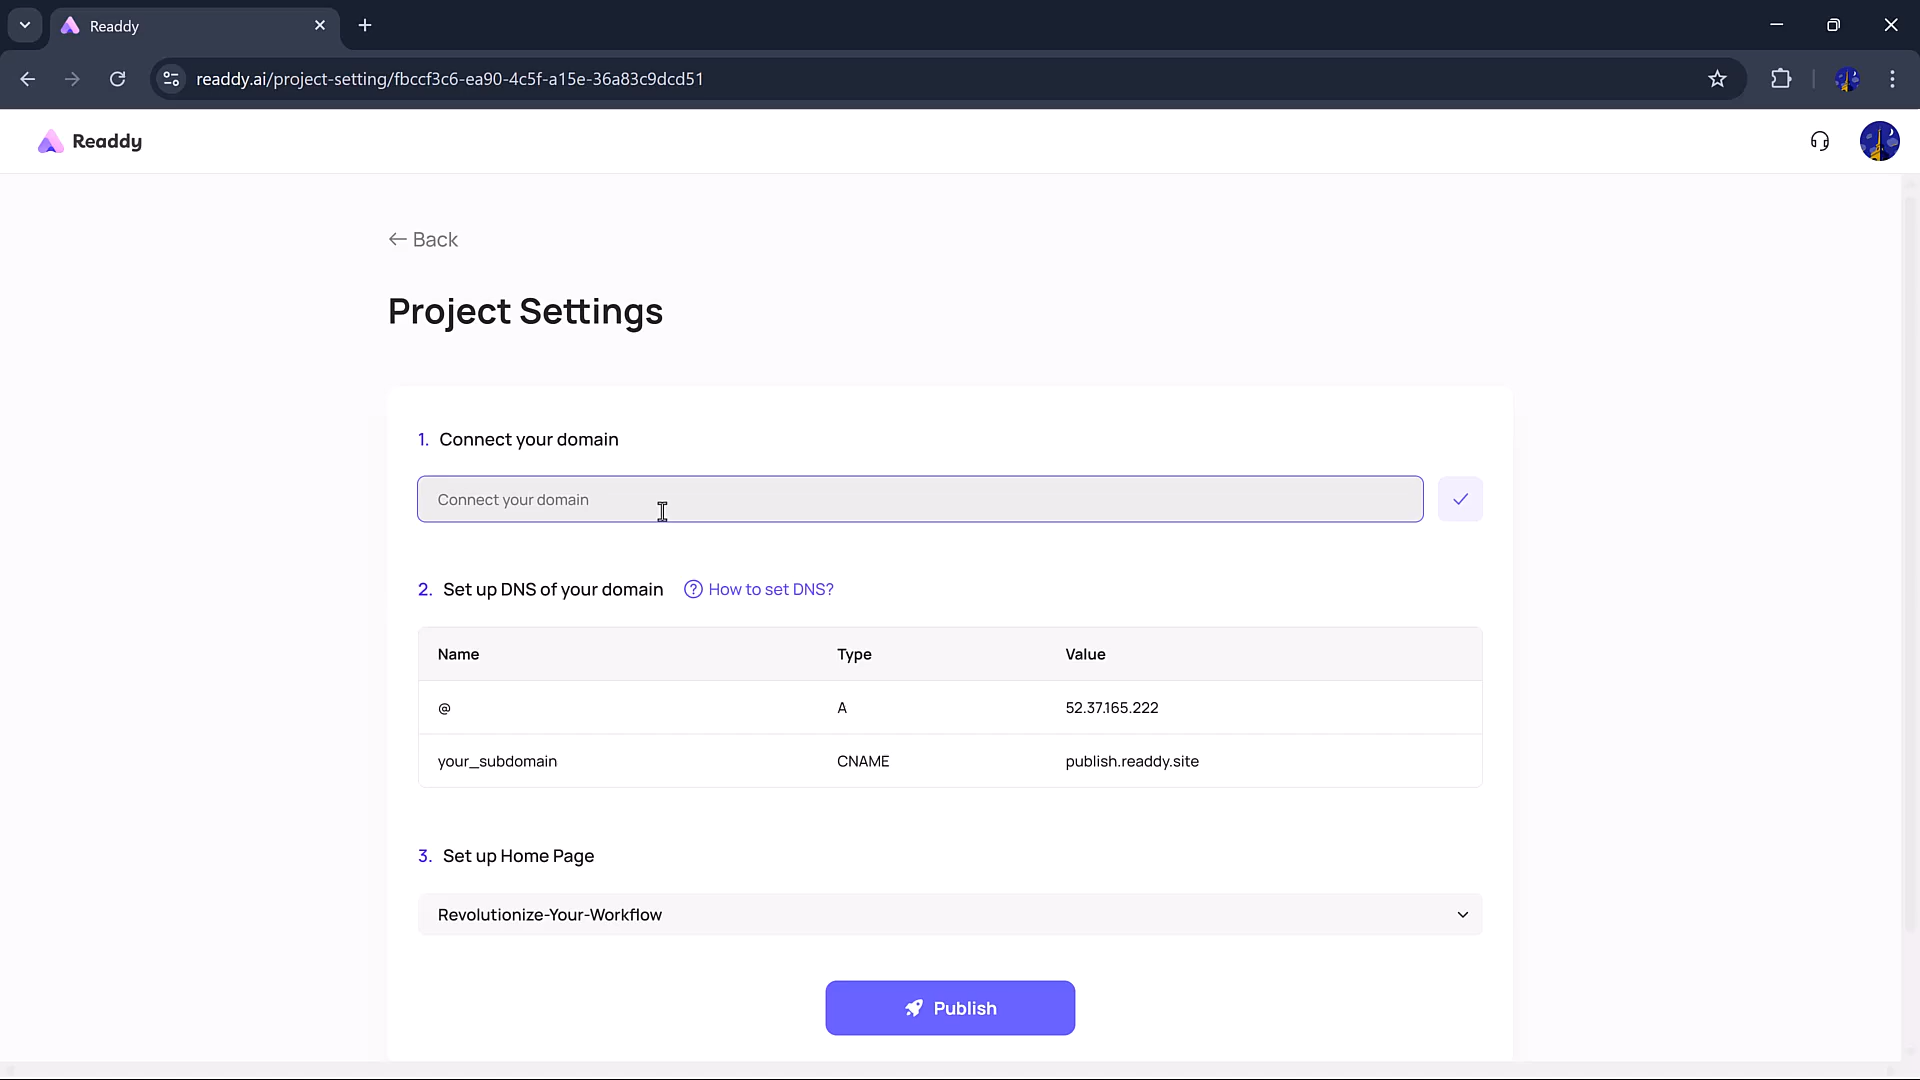 Readdy
readdy.ai/project-setting/fbccf3c6-ea90-4c5f-a15e-36a83c9dcd51
Readdy
Back
Project Settings
1. Connect your domain
Connect your domain
2. Set up DNS of your domain ? How to set DNS?
Name Type Value
@ A 52.37.165.222
your_subdomain CNAME publish.readdy.site
3. Set up Home Page
Revolutionize-Your-Workflow
Publish